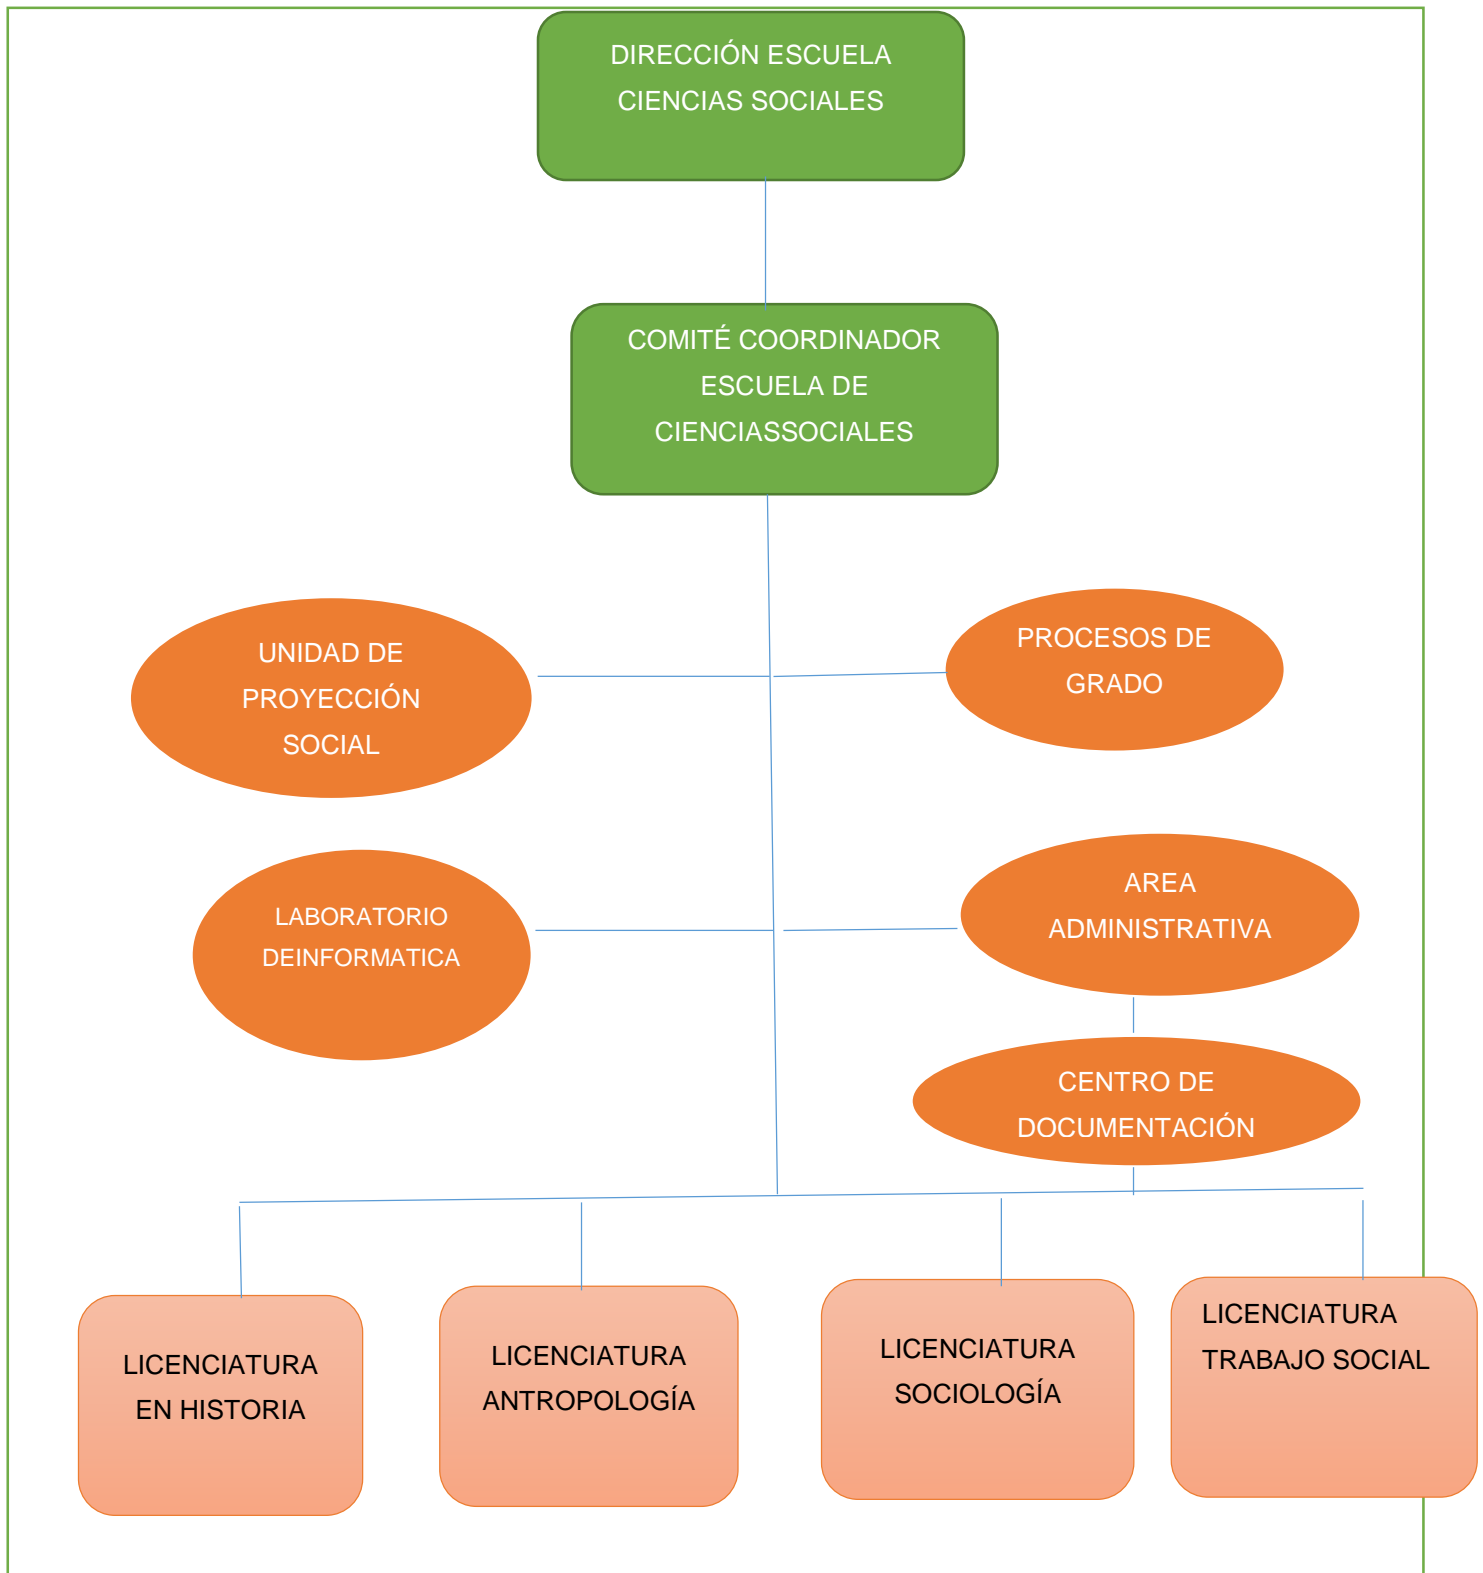 DIRECCIÓN ESCUELA
CIENCIAS SOCIALES
COMITÉ COORDINADOR
ESCUELA DE
CIENCIASSOCIALES
UNIDAD DE
PROYECCIÓN
SOCIAL
PROCESOS DE
GRADO
LABORATORIO
DEINFORMATICA
AREA
ADMINISTRATIVA
CENTRO DE
DOCUMENTACIÓN
LICENCIATURA
EN HISTORIA
LICENCIATURA
ANTROPOLOGÍA
LICENCIATURA
SOCIOLOGÍA
LICENCIATURA
TRABAJO SOCIAL